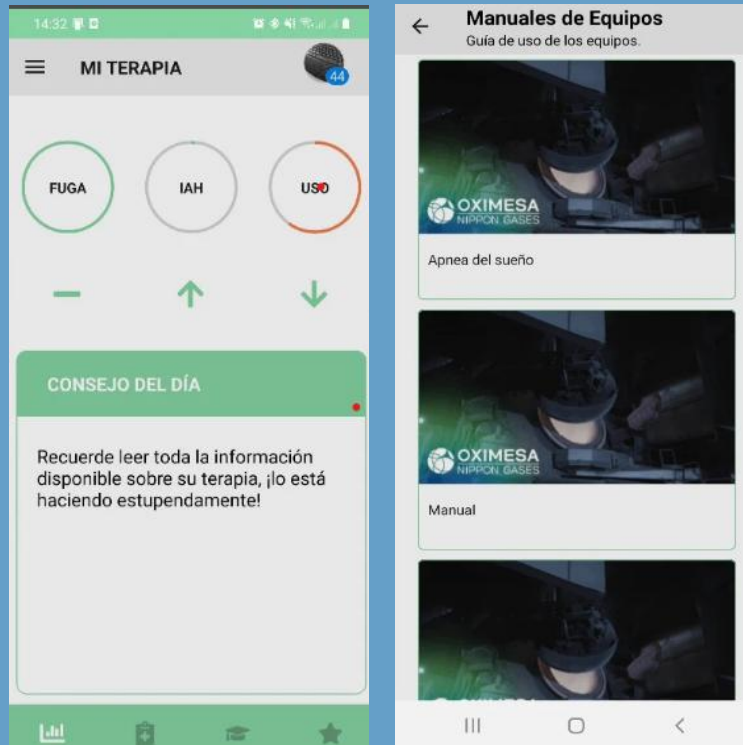 14:32
MI TERAPIA
44
FUGA
IAH
USO
CONSEJO DEL DÍA
Recuerde leer toda la información
disponible sobre su terapia, ¡lo está
haciendo estupendamente!
Manuales de Equipos
Guía de uso de los equipos.
OXIMESA
NIPPON GASES
Apnea del sueño
OXIMESA
NIPPON GASES
Manual
OXIMESA
NIPPON GASES